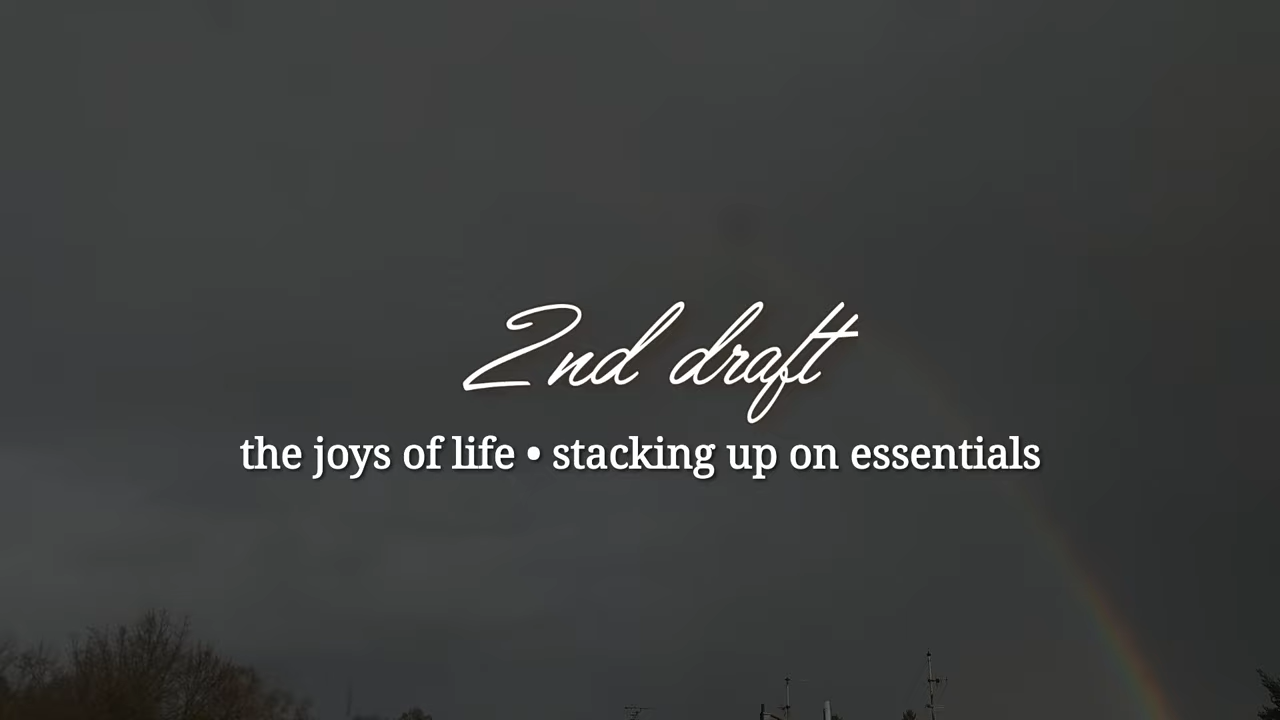 2nd draft
the joys of life • stacking up on essentials